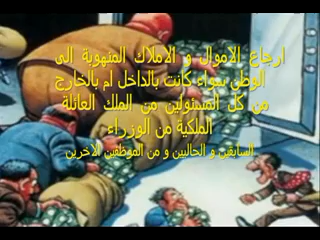 ارجاع الاموال و الاملاك المنهوبة الى
الوطن سواء كانت بالداخل ام بالخارج
من كل المسئولين من الملك العائلة
الملكية من الوزراء
السابقين و الحاليين و من الموظفين الاخرين